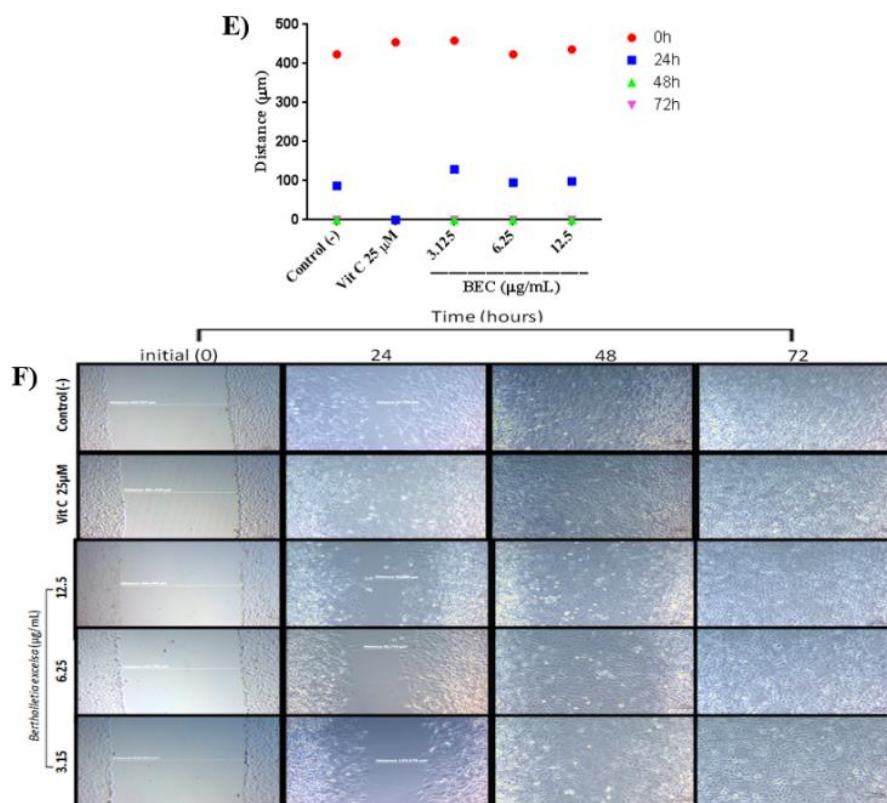 E)
500
400
300
200
100
0
Distance (μm)
0h
24h
48h
72h
Control (-)
Vit C 25 μM
3.125
6.25
12.5
BEC (μg/mL)
Time (hours)
initial (0)
24
48
72
F)
Control (-)
Vit C 25μM
12.5
6.25
3.15
Bertholletia excelsa (μg/mL)